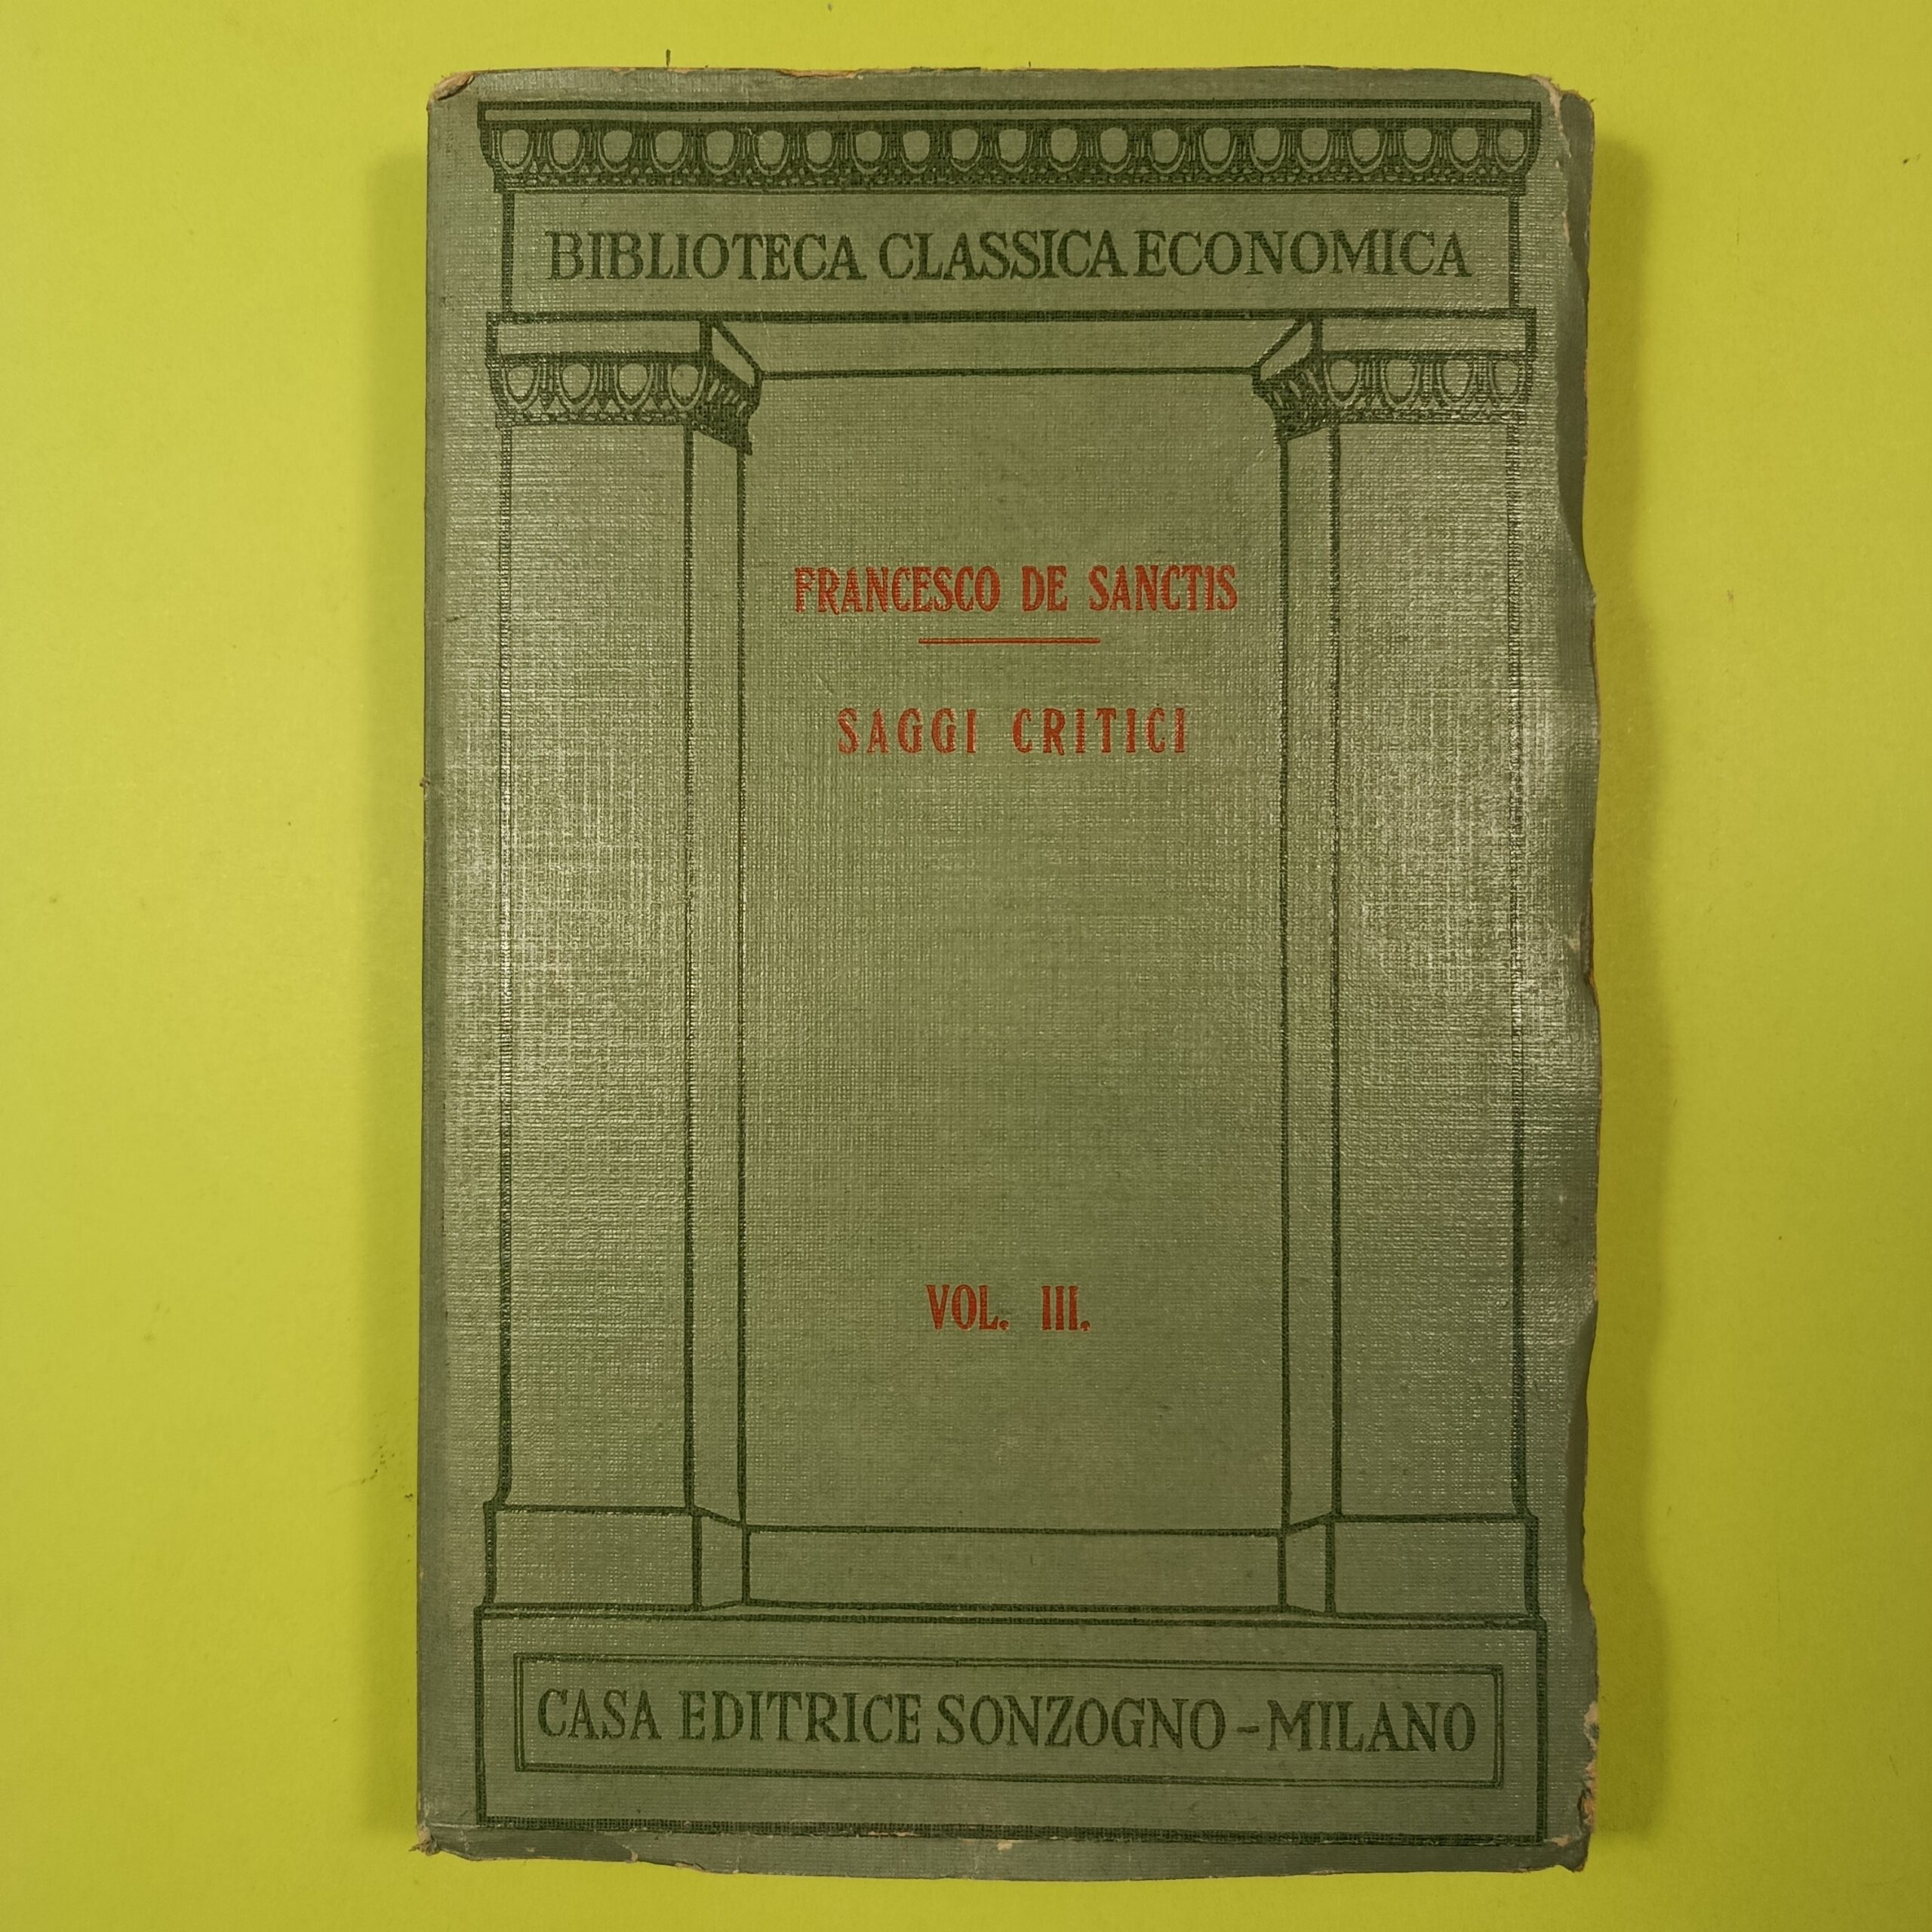 BIBLIOTECA CLASSICA ECONOMICA
FRANCESCO DE SANCTIS
SAGGI CRITICI
VOL. III.
CASA EDITRICE SONZOGNO - MILANO